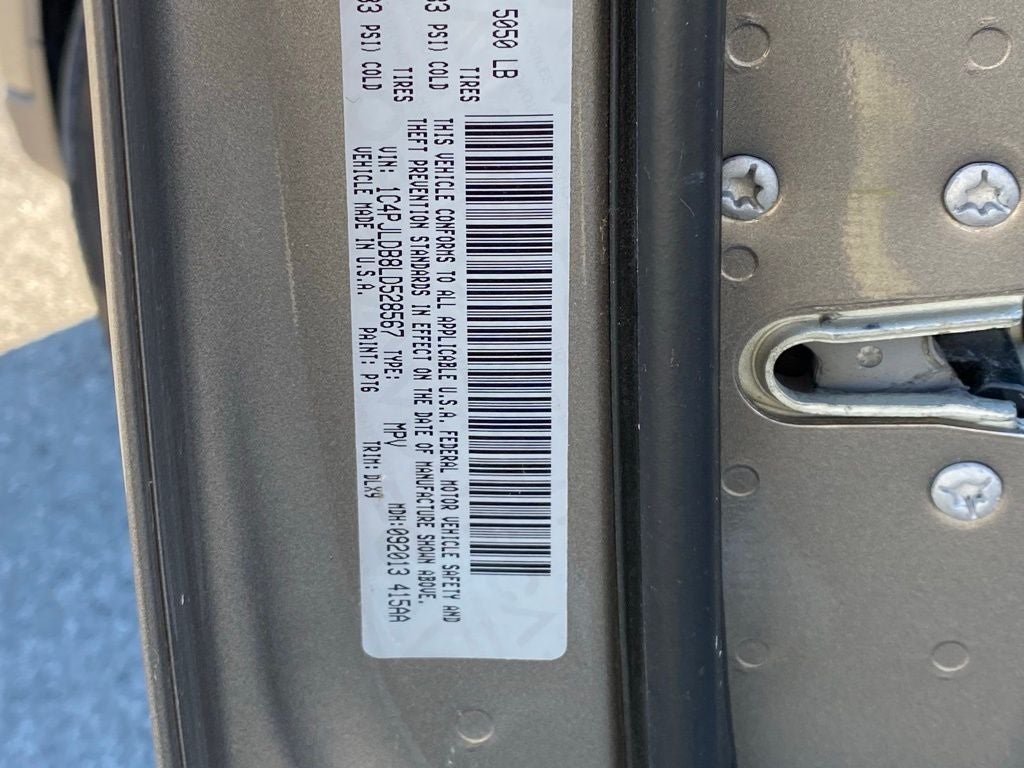 5050 LB
TIRES
33 PSI) COLD
TIRES
33 PSI) COLD
THIS VEHICLE CONFORMS TO ALL APPLICABLE U.S.A. FEDERAL MOTOR VEHICLE SAFETY AND
THEFT PREVENTION STANDARDS IN EFFECT ON THE DATE OF MANUFACTURE SHOWN ABOVE.
VIN: 1C4PJLDB8LD528567 TYPE: MPV MDH:092013 415AA
VEHICLE MADE IN U.S.A. PAINT: PTG TRIM:DLX9